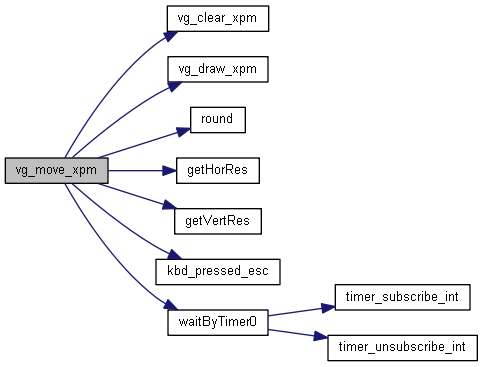 vg_clear_xpm
vg_draw_xpm
round
vg_move_xpm
getHorRes
getVertRes
kbd_pressed_esc
waitByTimer0
timer_subscribe_int
timer_unsubscribe_int